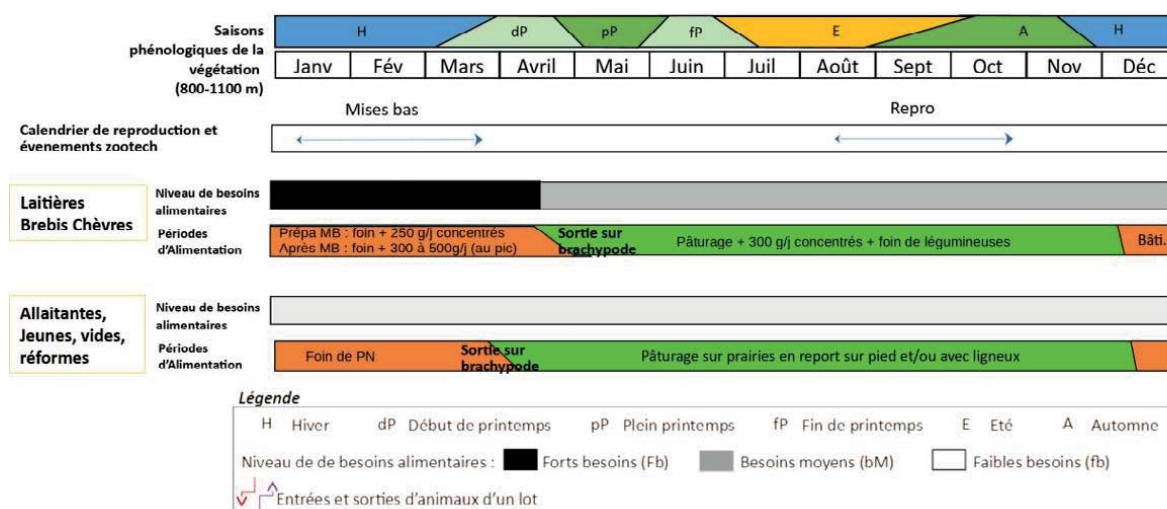 Saisons
phénologiques de la
végétation
(800-1100 m)
H dP pP fP E A H
Janv Fév Mars Avril Mai Juin Juil Août Sept Oct Nov Déc
Mises bas Repro
Calendrier de reproduction et
évenements zootech
Laitières
Brebis Chèvres
Niveau de besoins
alimentaires
Périodes
d'Alimentation
Prépa MB : foin + 250 g/j concentrés
Après MB : foin + 300 à 500g/j (au pic)
Sortie sur
brachypode
Pâturage + 300 g/j concentrés + foin de légumineuses
Bâti.
Allaitantes,
Jeunes, vides,
réformes
Niveau de besoins
alimentaires
Périodes
d'Alimentation
Foin de PN
Sortie sur
brachypode
Pâturage sur prairies en report sur pied et/ou avec ligneux
Légende
H Hiver dP Début de printemps pP Plein printemps fP Fin de printemps E Eté A Automne
Niveau de de besoins alimentaires : Forts besoins (Fb) Besoins moyens (bM) Faibles besoins (fb)
Entrées et sorties d'animaux d'un lot